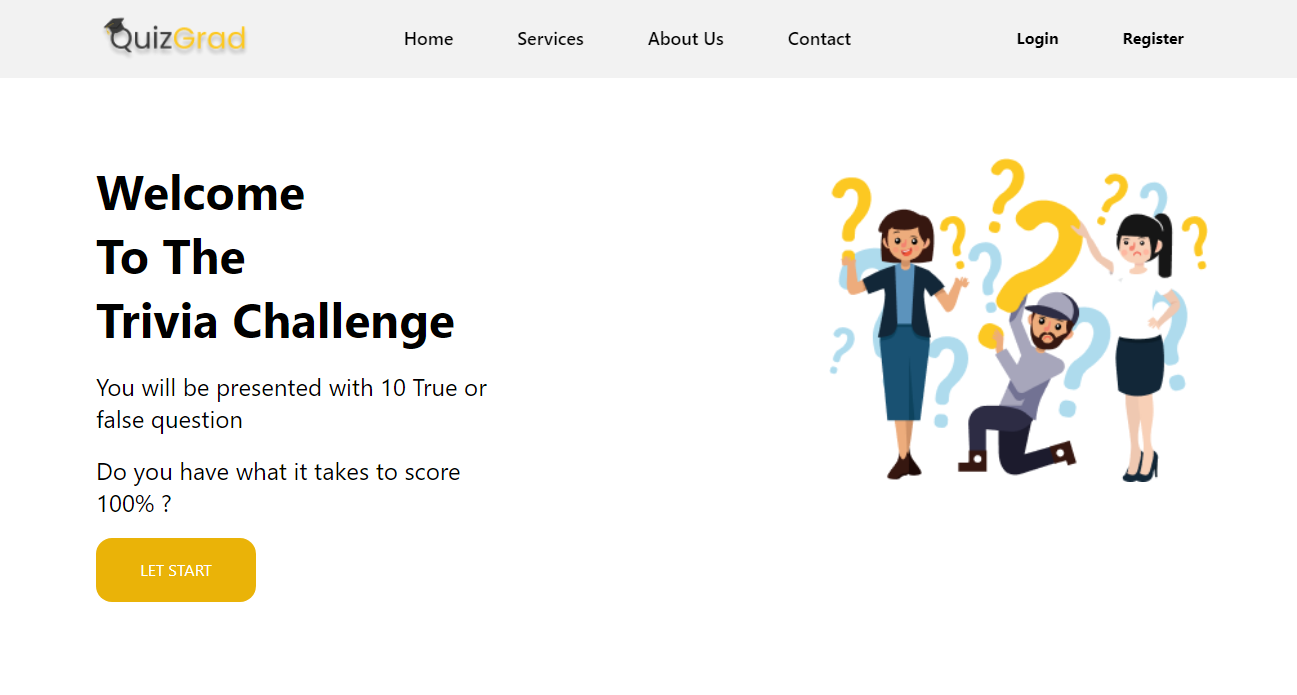 QuizGrad Home Services About Us Contact Login Register
Welcome
To The
Trivia Challenge
You will be presented with 10 True or
false question
Do you have what it takes to score
100% ?
LET START